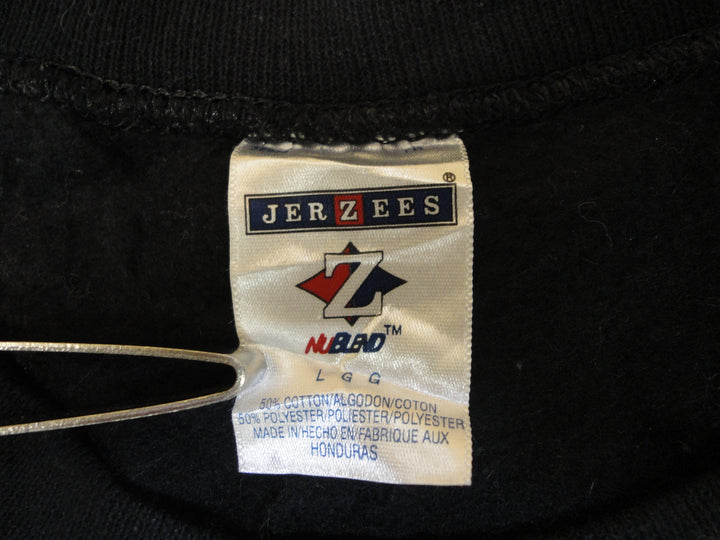 JERZEES®
Z
NUBLEND™
L G G
50% COTTON/ALGODON/COTON
50% POLYESTER/POLIESTER/POLYESTER
MADE IN/HECHO EN/FABRIQUE AUX
HONDURAS